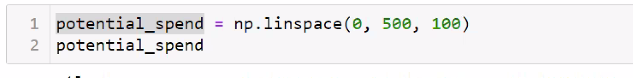 1 potential_spend = np.linspace(0, 500, 100)
2 potential_spend